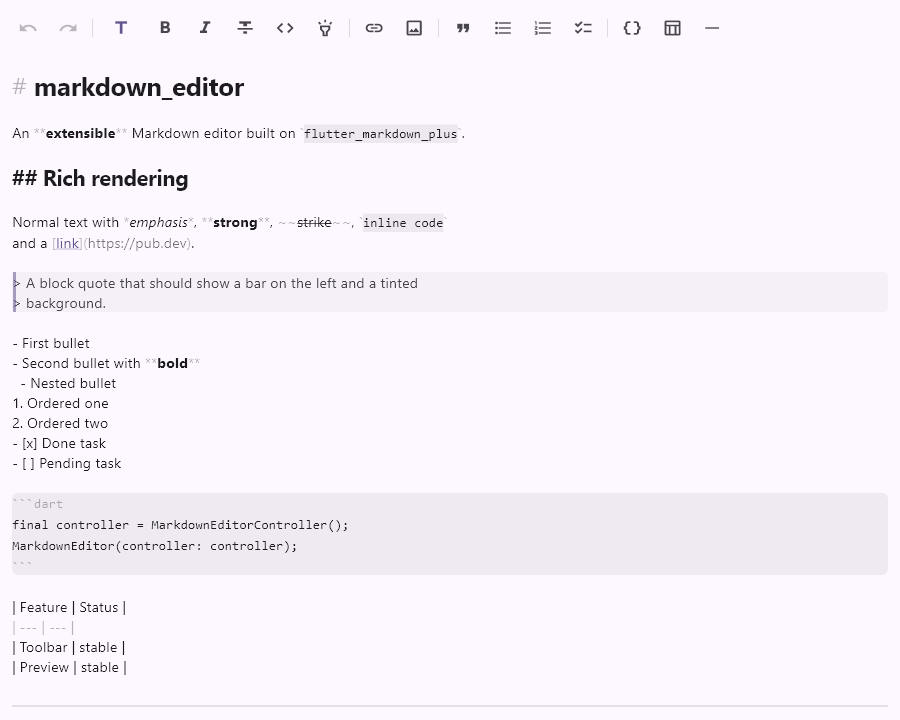 T B I S <>
# markdown_editor
An **extensible** Markdown editor built on `flutter_markdown_plus`.
## Rich rendering
Normal text with *emphasis*, **strong**, ~~strike~~, `inline code`
and a [link](https://pub.dev).
> A block quote that should show a bar on the left and a tinted
> background.
- First bullet
- Second bullet with **bold**
  - Nested bullet
1. Ordered one
2. Ordered two
- [x] Done task
- [ ] Pending task
```dart
final controller = MarkdownEditorController();
MarkdownEditor(controller: controller);
```
| Feature | Status |
| --- | --- |
| Toolbar | stable |
| Preview | stable |